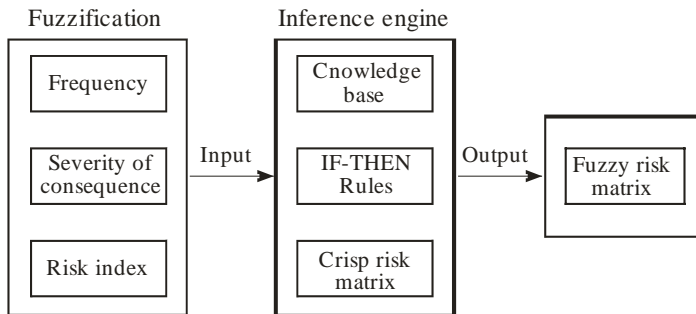 Fuzzification
Frequency
Severity of
consequence
Risk index
Input
Inference engine
Cnowledge
base
IF-THEN
Rules
Crisp risk
matrix
Output
Fuzzy risk
matrix